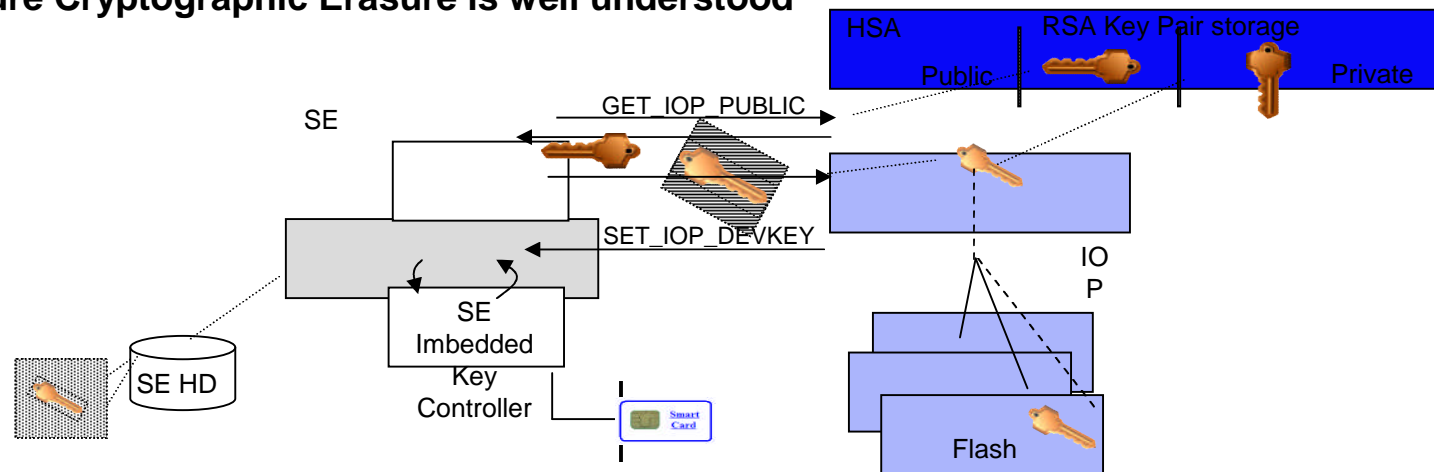 ure Cryptographic Erasure is well understood
HSA
RSA Key Pair storage
Public
Private
GET_IOP_PUBLIC
SE
SET_IOP_DEVKEY
IO
P
SE
Imbedded
Key
Controller
SE HD
Smart
Card
Flash